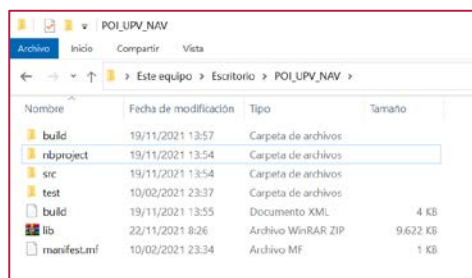 POI_UPV_NAV
Archivo Inicio Compartir Vista
Este equipo > Escritorio > POI_UPV_NAV >
Nombre Fecha de modificación Tipo Tamaño
build 19/11/2021 13:57 Carpeta de archivos
nbproject 19/11/2021 13:54 Carpeta de archivos
src 19/11/2021 13:54 Carpeta de archivos
test 10/02/2021 23:37 Carpeta de archivos
build 19/11/2021 13:55 Documento XML 4 KB
lib 22/11/2021 8:26 Archivo WinRAR ZIP 9.622 KB
manifest.mf 10/02/2021 23:34 Archivo MF 1 KB